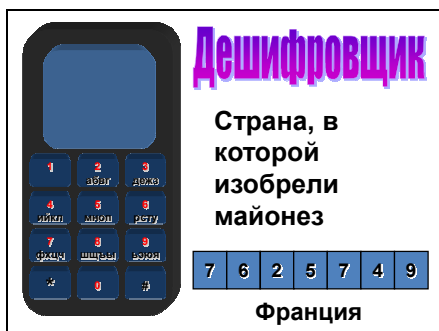 Дешифровщик
Страна, в
которой
изобрели
майонез
1 2 3
абвг дежз
4 5 6
ийкл мноп рсту
7 8 9
фхцч шщъы эюя
* 0 #
7 6 2 5 7 4 9
Франция